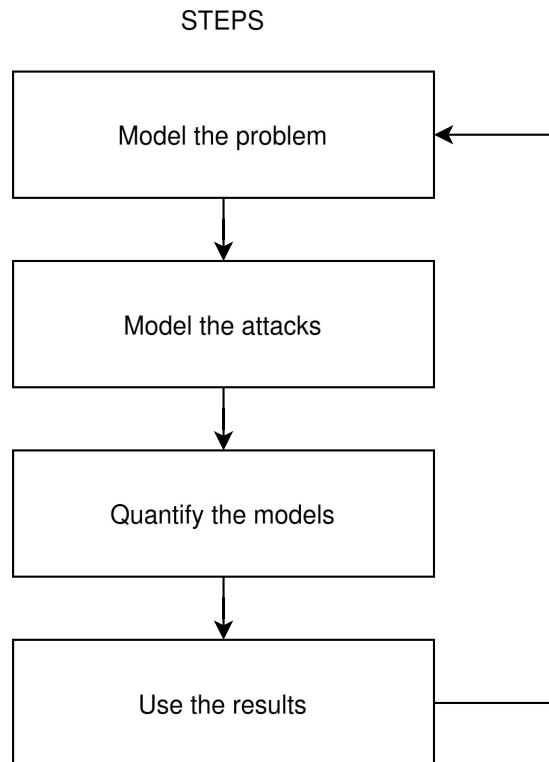 STEPS
Model the problem
Model the attacks
Quantify the models
Use the results